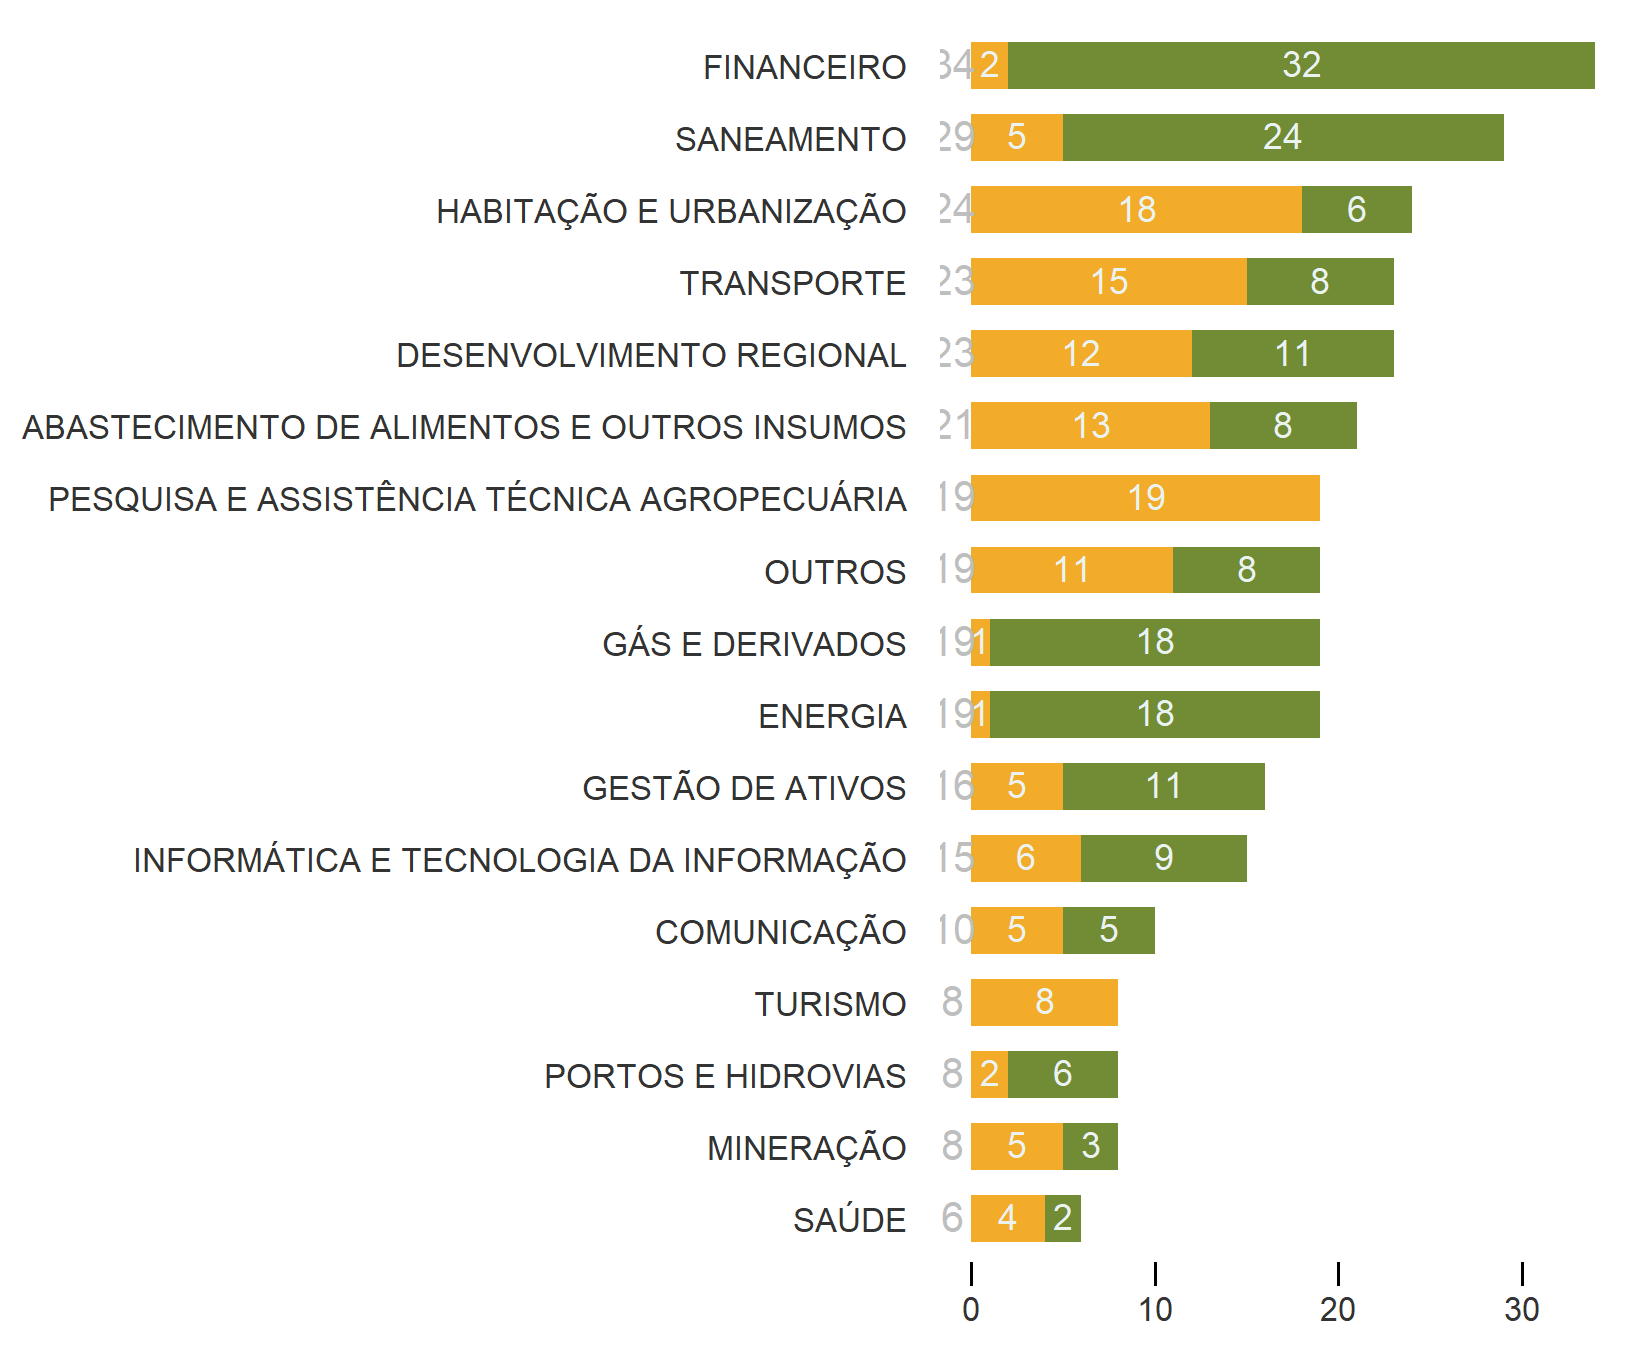 FINANCEIRO 34 2 32
SANEAMENTO 29 5 24
HABITAÇÃO E URBANIZAÇÃO 24 18 6
TRANSPORTE 23 15 8
DESENVOLVIMENTO REGIONAL 23 12 11
ABASTECIMENTO DE ALIMENTOS E OUTROS INSUMOS 21 13 8
PESQUISA E ASSISTÊNCIA TÉCNICA AGROPECUÁRIA 19 19
OUTROS 19 11 8
GÁS E DERIVADOS 19 1 18
ENERGIA 19 1 18
GESTÃO DE ATIVOS 16 5 11
INFORMÁTICA E TECNOLOGIA DA INFORMAÇÃO 15 6 9
COMUNICAÇÃO 10 5 5
TURISMO 8 8
PORTOS E HIDROVIAS 8 2 6
MINERAÇÃO 8 5 3
SAÚDE 6 4 2
0 10 20 30